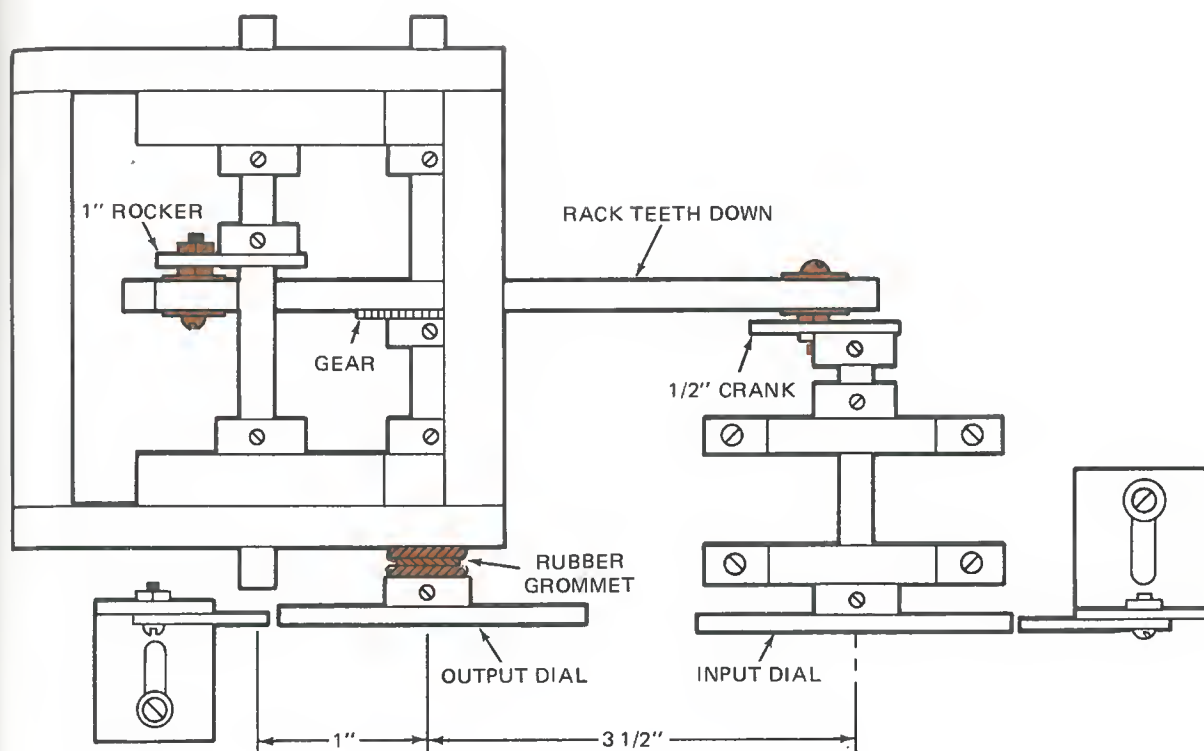 1" ROCKER
RACK TEETH DOWN
GEAR
1/2" CRANK
RUBBER
GROMMET
OUTPUT DIAL
INPUT DIAL
1"
3 1/2"